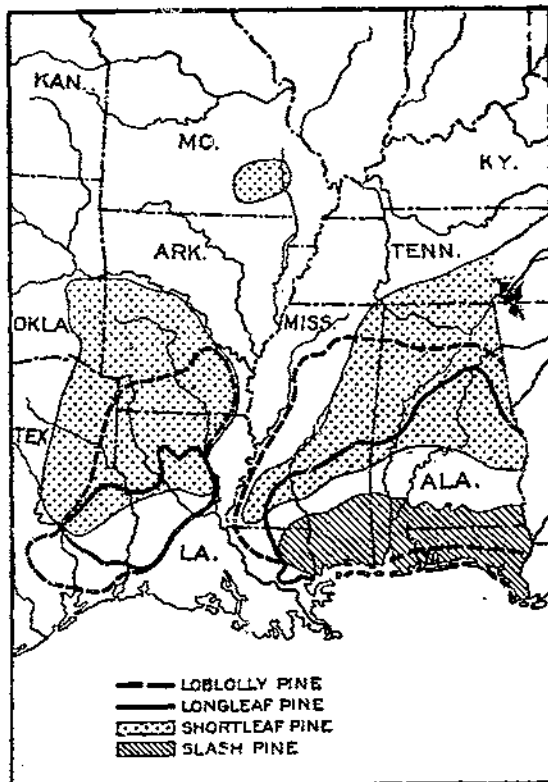 KAN.
MO.
KY.
ARK.
TENN.
OKLA
MISS.
TEX
ALA.
LA.
LOBLOLLY PINE
LONGLEAF PINE
SHORTLEAF PINE
SLASH PINE